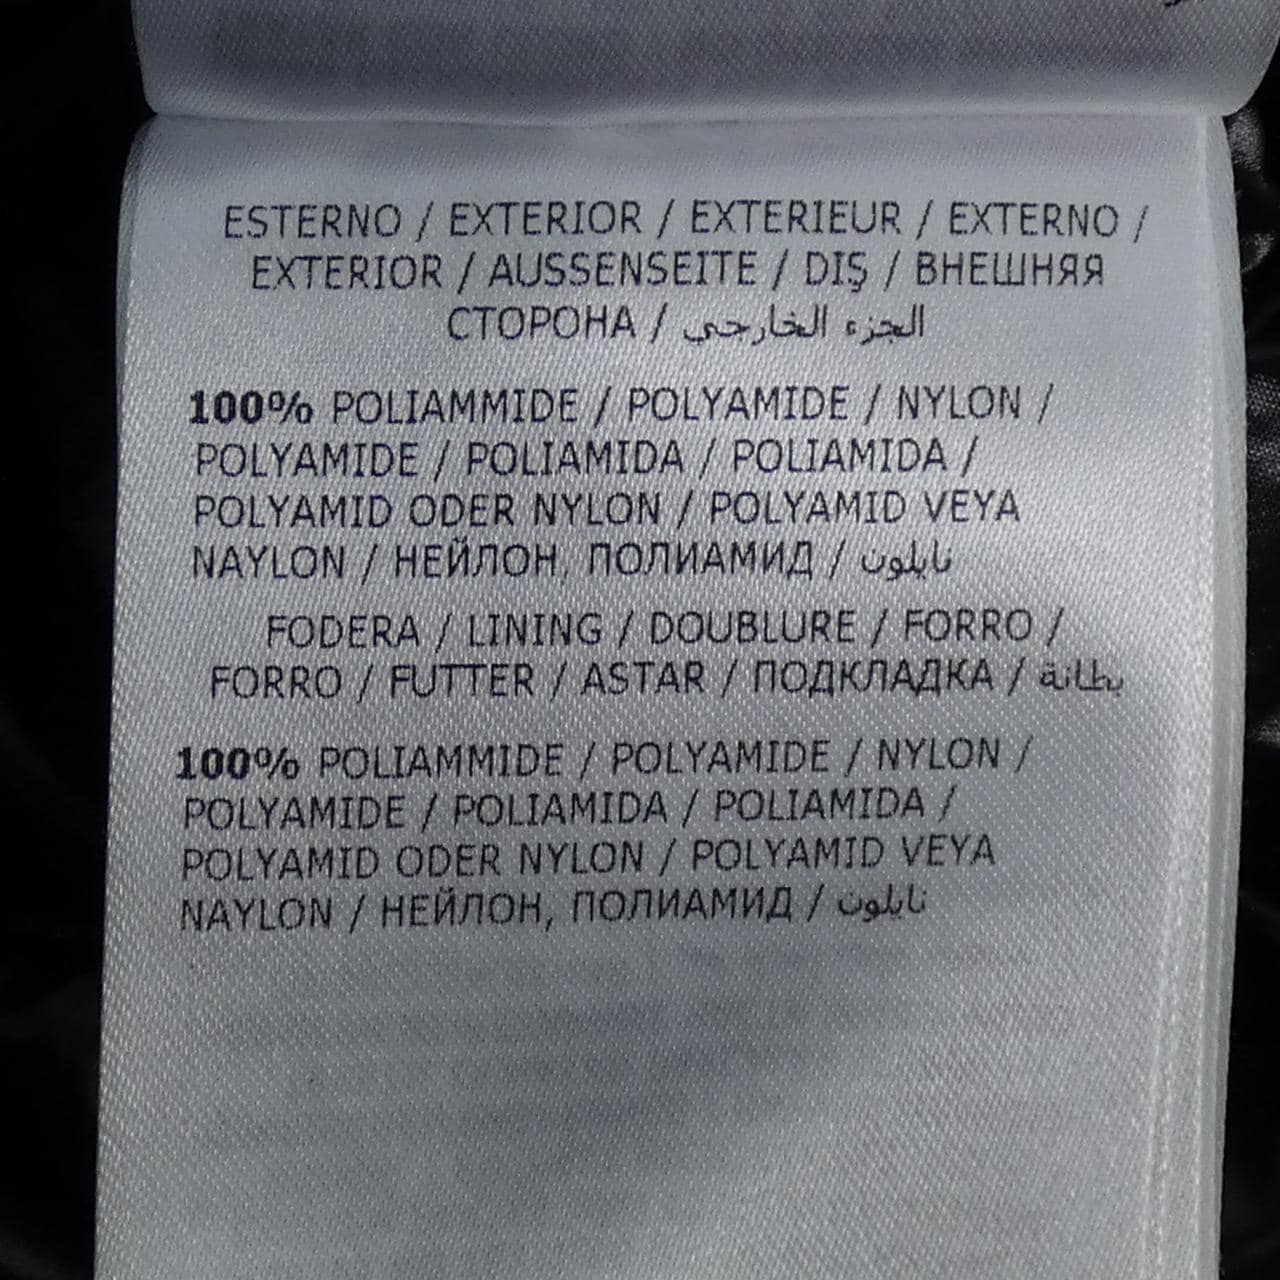 ESTERNO / EXTERIOR / EXTERIEUR / EXTERNO /
EXTERIOR / AUSSENSEITE / DIŞ / ВНЕШНЯЯ
СТОРОНА / الجزء الخارجي
100% POLIAMMIDE / POLYAMIDE / NYLON /
POLYAMIDE / POLIAMIDA / POLIAMIDA /
POLYAMID ODER NYLON / POLYAMID VEYA
NAYLON / НЕЙЛОН, ПОЛИАМИД / نايلون
FODERA / LINING / DOUBLURE / FORRO /
FORRO / FUTTER / ASTAR / ПОДКЛАДКА / بطانة
100% POLIAMMIDE / POLYAMIDE / NYLON /
POLYAMIDE / POLIAMIDA / POLIAMIDA /
POLYAMID ODER NYLON / POLYAMID VEYA
NAYLON / НЕЙЛОН, ПОЛИАМИД / نايلون